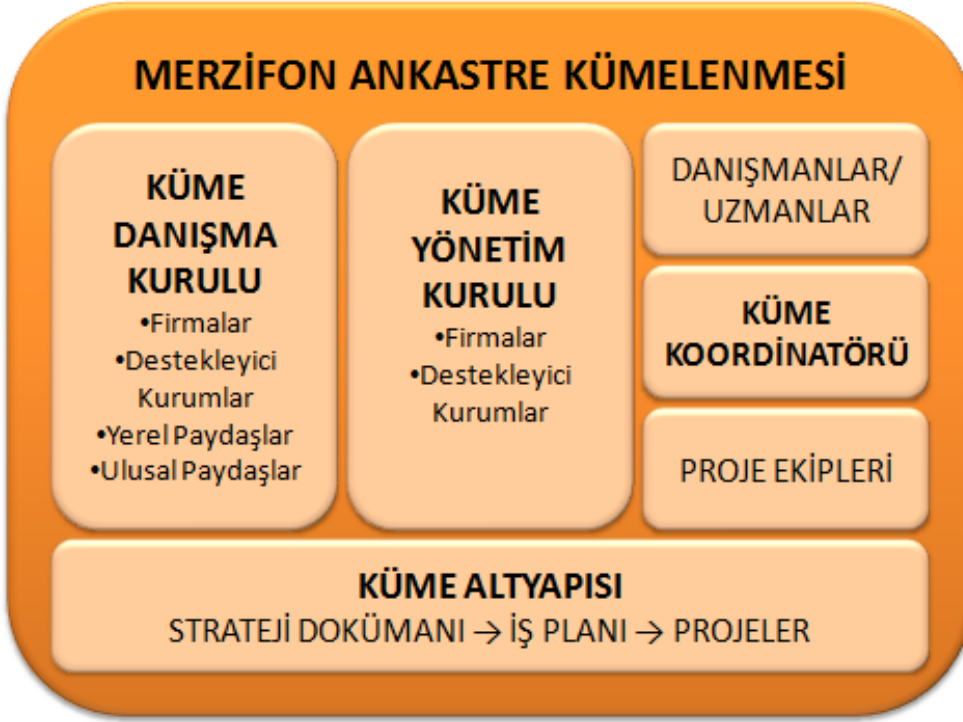 MERZİFON ANKASTRE KÜMELENMESİ
KÜME
DANIŞMA
KURULU
•Firmalar
•Destekleyici
Kurumlar
•Yerel Paydaşlar
•Ulusal Paydaşlar
KÜME
YÖNETİM
KURULU
•Firmalar
•Destekleyici
Kurumlar
DANIŞMANLAR/
UZMANLAR
KÜME
KOORDİNATÖRÜ
PROJE EKİPLERİ
KÜME ALTYAPISI
STRATEJİ DOKÜMANI → İŞ PLANI → PROJELER